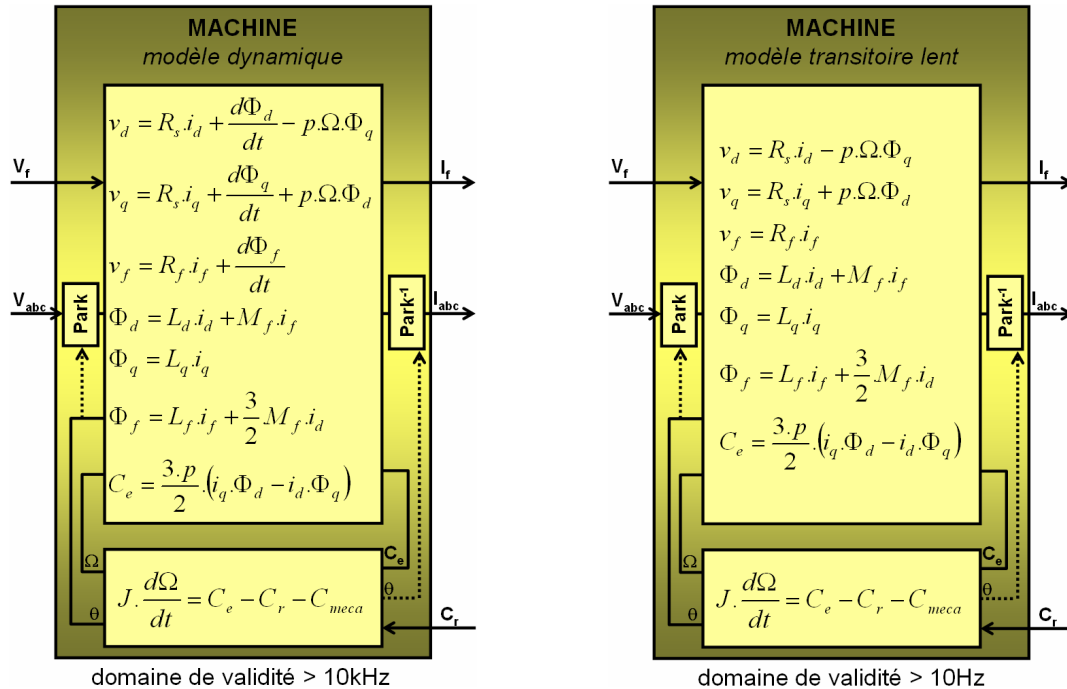 MACHINE
modèle dynamique
v_d = R_s.i_d + dΦ_d/dt - p.Ω.Φ_q
v_q = R_s.i_q + dΦ_q/dt + p.Ω.Φ_d
v_f = R_f.i_f + dΦ_f/dt
Φ_d = L_d.i_d + M_f.i_f
Φ_q = L_q.i_q
Φ_f = L_f.i_f + 3/2.M_f.i_d
C_e = 3.p/2.(i_q.Φ_d - i_d.Φ_q)
V_f
I_f
V_abc
Park
Park⁻¹
I_abc
Ω
C_e
θ
θ
J.dΩ/dt = C_e - C_r - C_meca
C_r
domaine de validité > 10kHz
MACHINE
modèle transitoire lent
v_d = R_s.i_d - p.Ω.Φ_q
v_q = R_s.i_q + p.Ω.Φ_d
v_f = R_f.i_f
Φ_d = L_d.i_d + M_f.i_f
Φ_q = L_q.i_q
Φ_f = L_f.i_f + 3/2.M_f.i_d
C_e = 3.p/2.(i_q.Φ_d - i_d.Φ_q)
V_f
I_f
V_abc
Park
Park⁻¹
I_abc
Ω
C_e
θ
θ
J.dΩ/dt = C_e - C_r - C_meca
C_r
domaine de validité > 10Hz